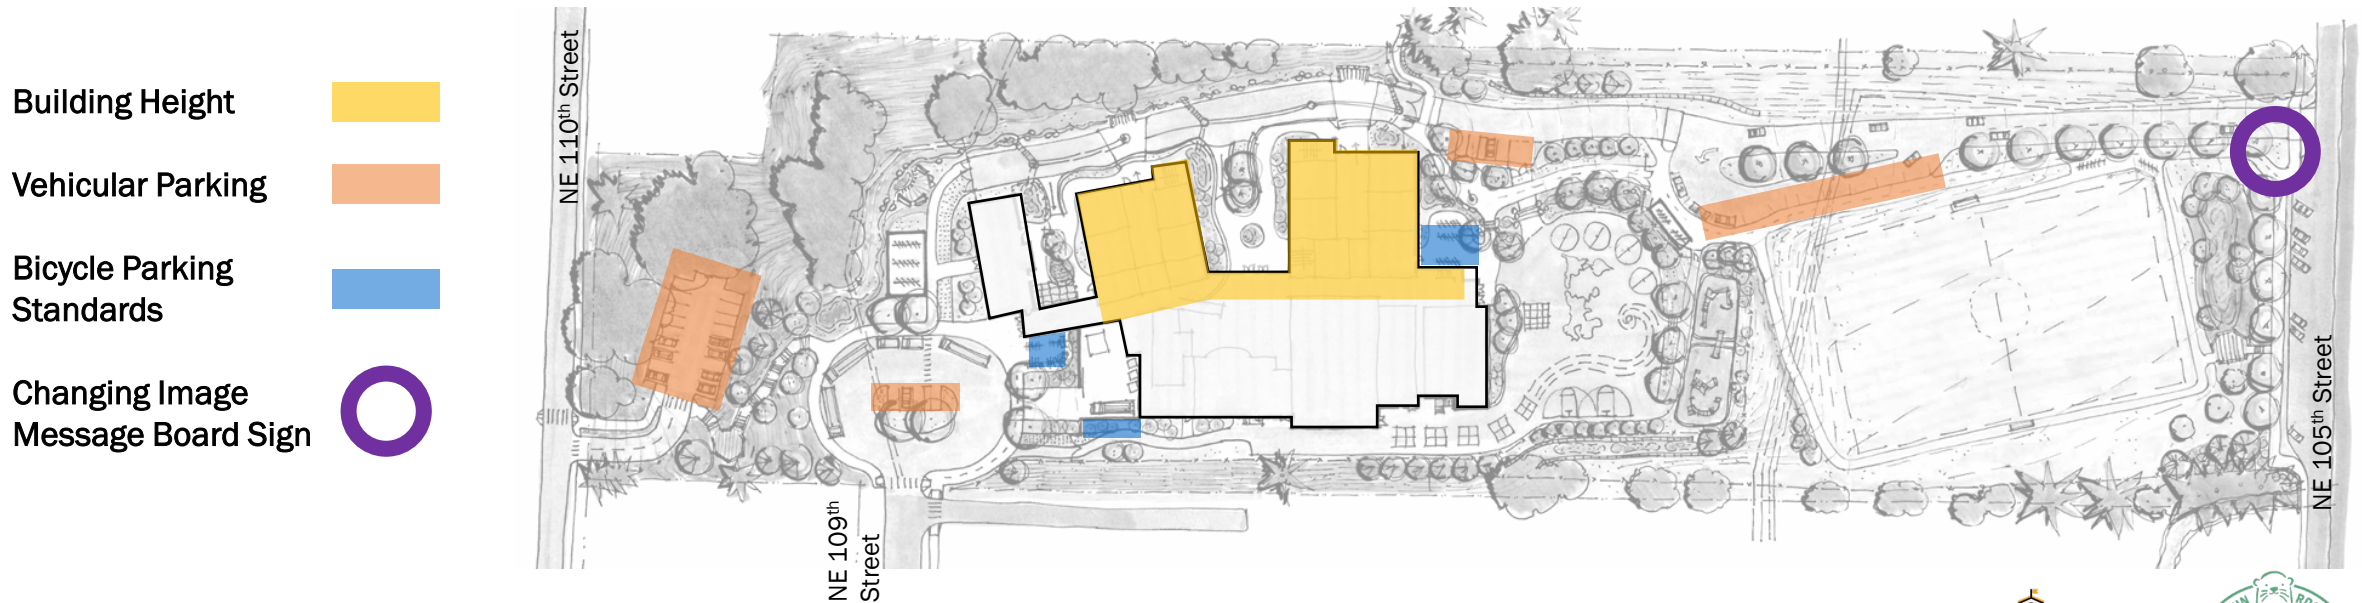 Building Height
Vehicular Parking
Bicycle Parking
Standards
Changing Image
Message Board Sign
NE 110th Street
NE 109th
Street
NE 105th Street